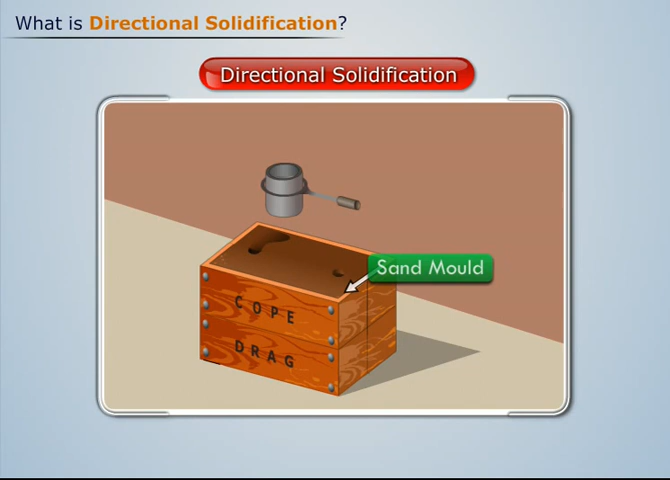 What is Directional Solidification?
Directional Solidification
Sand Mould
COPE
DRAG